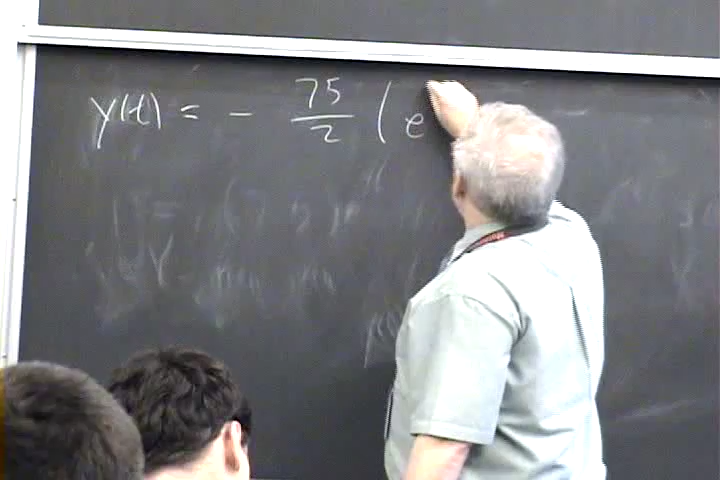 y(t) = - 75/2 ( e